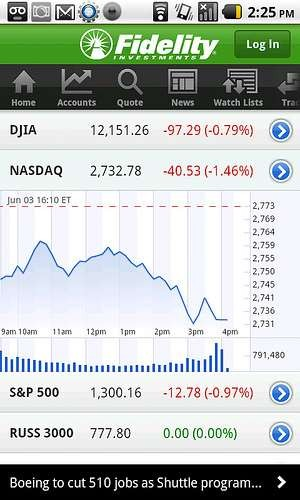 2:25 PM
Fidelity
INVESTMENTS
Log In
Home Accounts Quote News Watch Lists
DJIA 12,151.26 -97.29 (-0.79%)
NASDAQ 2,732.78 -40.53 (-1.46%)
Jun 03 16:10 ET
2,773
2,769
2,764
2,759
2,755
2,750
2,745
2,741
2,736
2,731
9am 10am 11am 12pm 1pm 2pm 3pm 4pm
791,480
S&P 500 1,300.16 -12.78 (-0.97%)
RUSS 3000 777.80 0.00 (0.00%)
Boeing to cut 510 jobs as Shuttle program...